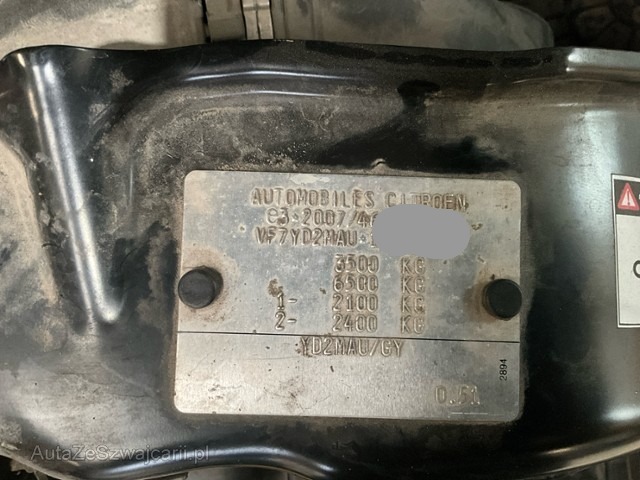 AUTOMOBILES CITROEN
e3*2007/46
VF7YD2MAU
3500 KG
6500 KG
1- 2100 KG
2- 2400 KG
YD2MAU/GY
2894
0.51
AutaZeSzwajcarii.pl